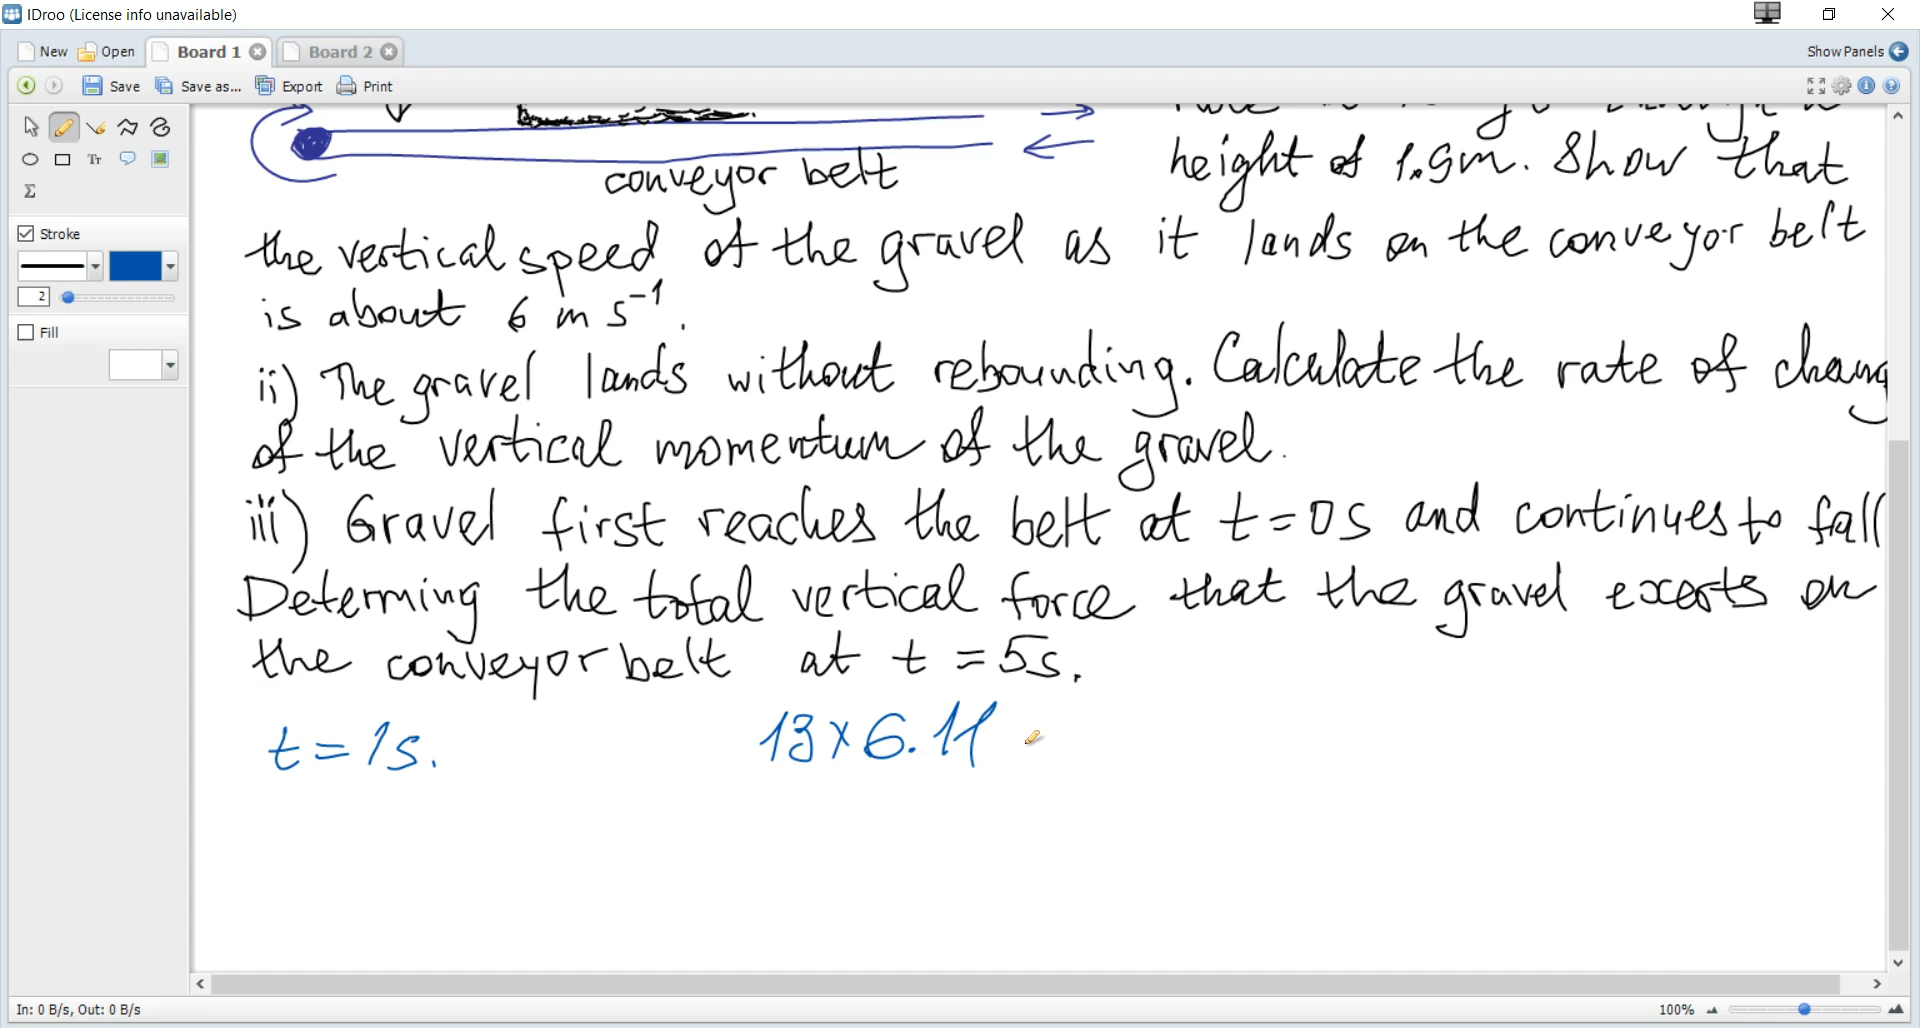 IDroo (License info unavailable)
New Open Board 1 Board 2 Show Panels
Save Save as... Export Print
height of 1.9m. Show that
conveyor belt
the vertical speed of the gravel as it lands on the conveyor belt
is about 6 m s⁻¹.
ii) The gravel lands without rebounding. Calculate the rate of chang
of the vertical momentum of the gravel.
iii) Gravel first reaches the belt at t=0s and continues to fall
Determing the total vertical force that the gravel exerts on
the conveyor belt at t = 5s.
t = 1s. 13 x 6.11
Tr
Σ
Stroke
2
Fill
In: 0 B/s, Out: 0 B/s 100%